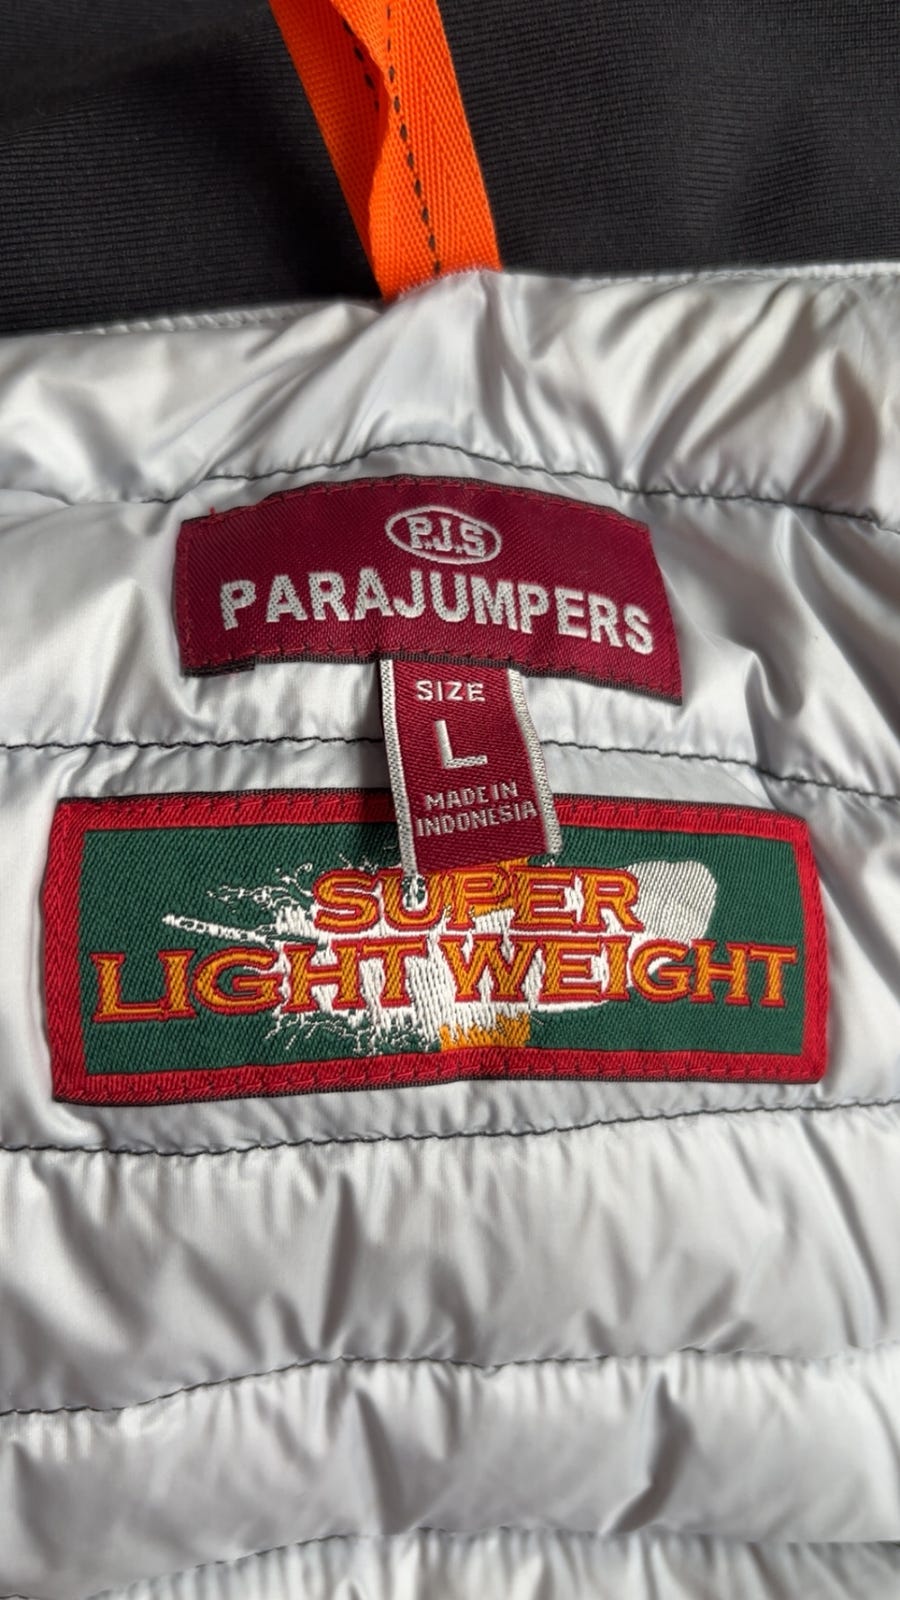 P.J.S
PARAJUMPERS
SIZE
L
MADE IN
INDONESIA
SUPER
LIGHT WEIGHT